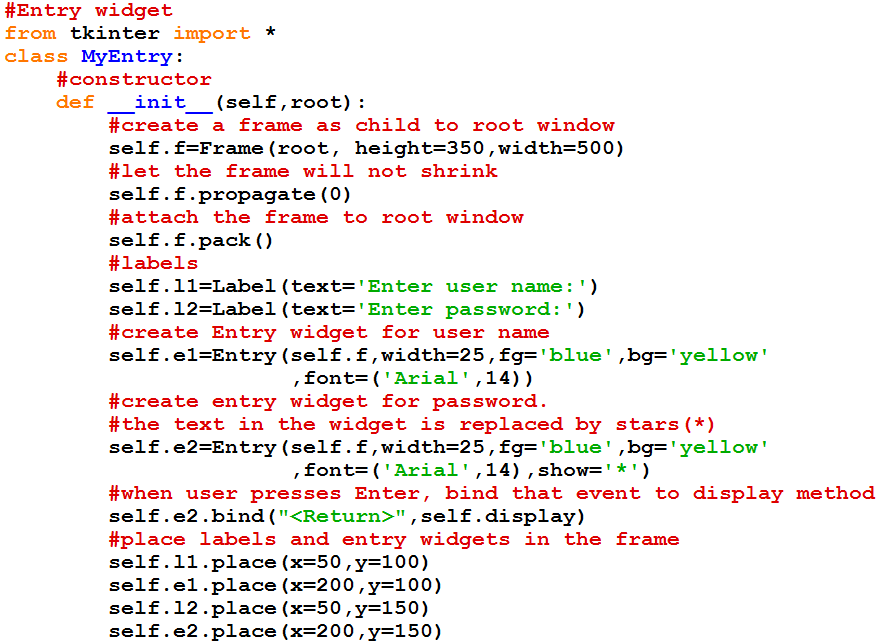 #Entry widget
from tkinter import *
class MyEntry:
    #constructor
    def __init__(self,root):
        #create a frame as child to root window
        self.f=Frame(root, height=350,width=500)
        #let the frame will not shrink
        self.f.propagate(0)
        #attach the frame to root window
        self.f.pack()
        #labels
        self.l1=Label(text='Enter user name:')
        self.l2=Label(text='Enter password:')
        #create Entry widget for user name
        self.e1=Entry(self.f,width=25,fg='blue',bg='yellow'
                      ,font=('Arial',14))
        #create entry widget for password.
        #the text in the widget is replaced by stars(*)
        self.e2=Entry(self.f,width=25,fg='blue',bg='yellow'
                      ,font=('Arial',14),show='*')
        #when user presses Enter, bind that event to display method
        self.e2.bind("<Return>",self.display)
        #place labels and entry widgets in the frame
        self.l1.place(x=50,y=100)
        self.e1.place(x=200,y=100)
        self.l2.place(x=50,y=150)
        self.e2.place(x=200,y=150)